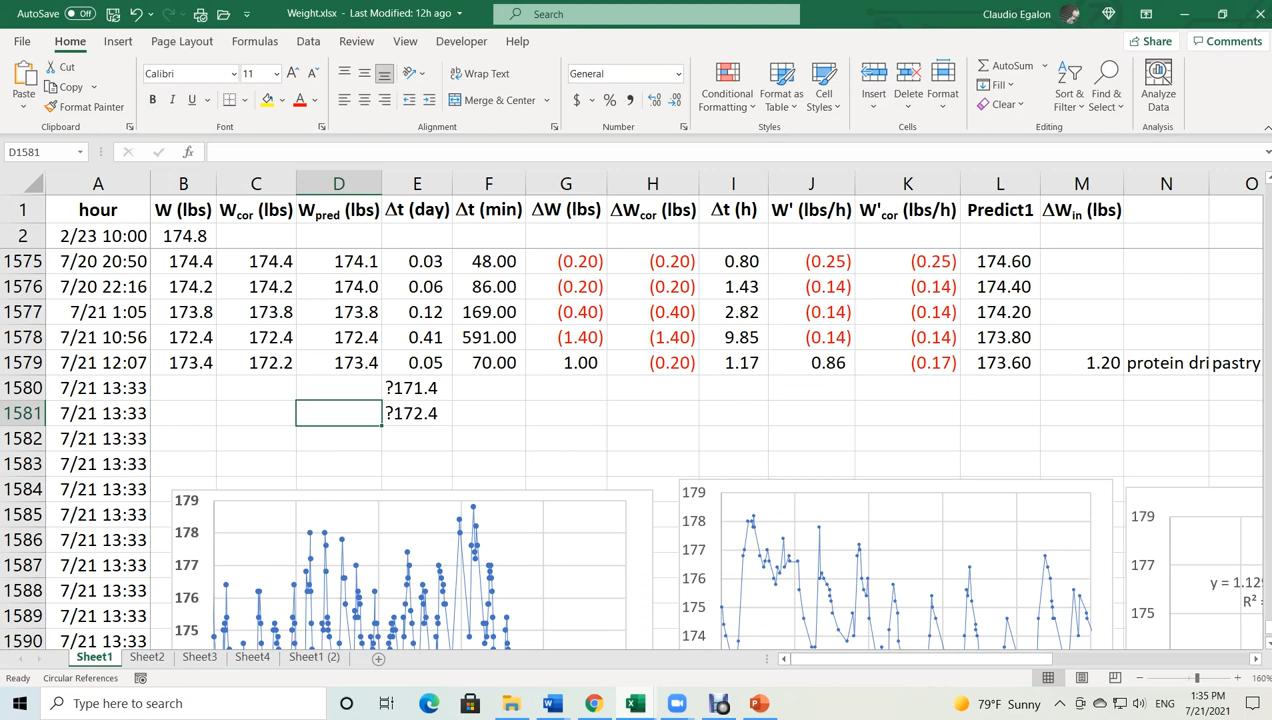 AutoSave Off Weight.xlsx - Last Modified: 12h ago Search Claudio Egalon
File Home Insert Page Layout Formulas Data Review View Developer Help Share Comments
Paste Cut Copy Format Painter Clipboard
Calibri 11 B I U A Font
Wrap Text Merge & Center Alignment
General $ % , Number
Conditional Formatting Format as Table Cell Styles Styles
Insert Delete Format Cells
AutoSum Fill Clear Sort & Filter Find & Select Editing
Analyze Data Analysis
D1581 fx
A B C D E F G H I J K L M N O
1 hour W (lbs) Wcor (lbs) Wpred (lbs) Δt (day) Δt (min) ΔW (lbs) ΔWcor (lbs) Δt (h) W' (lbs/h) W'cor (lbs/h) Predict1 ΔWin (lbs)
2 2/23 10:00 174.8
1575 7/20 20:50 174.4 174.4 174.1 0.03 48.00 (0.20) (0.20) 0.80 (0.25) (0.25) 174.60
1576 7/20 22:16 174.2 174.2 174.0 0.06 86.00 (0.20) (0.20) 1.43 (0.14) (0.14) 174.40
1577 7/21 1:05 173.8 173.8 173.8 0.12 169.00 (0.40) (0.40) 2.82 (0.14) (0.14) 174.20
1578 7/21 10:56 172.4 172.4 172.4 0.41 591.00 (1.40) (1.40) 9.85 (0.14) (0.14) 173.80
1579 7/21 12:07 173.4 172.2 173.4 0.05 70.00 1.00 (0.20) 1.17 0.86 (0.17) 173.60 1.20 protein dri pastry
1580 7/21 13:33 ?171.4
1581 7/21 13:33 ?172.4
1582 7/21 13:33
1583 7/21 13:33
1584 7/21 13:33
1585 7/21 13:33
1586 7/21 13:33
1587 7/21 13:33
1588 7/21 13:33
1589 7/21 13:33
1590 7/21 13:33
179
178
177
176
175
179
178
177
176
175
174
179
177
175
y = 1.129
R² =
Sheet1 Sheet2 Sheet3 Sheet4 Sheet1 (2)
Ready Circular References 160%
Type here to search 79°F Sunny ENG 1:35 PM
7/21/2021